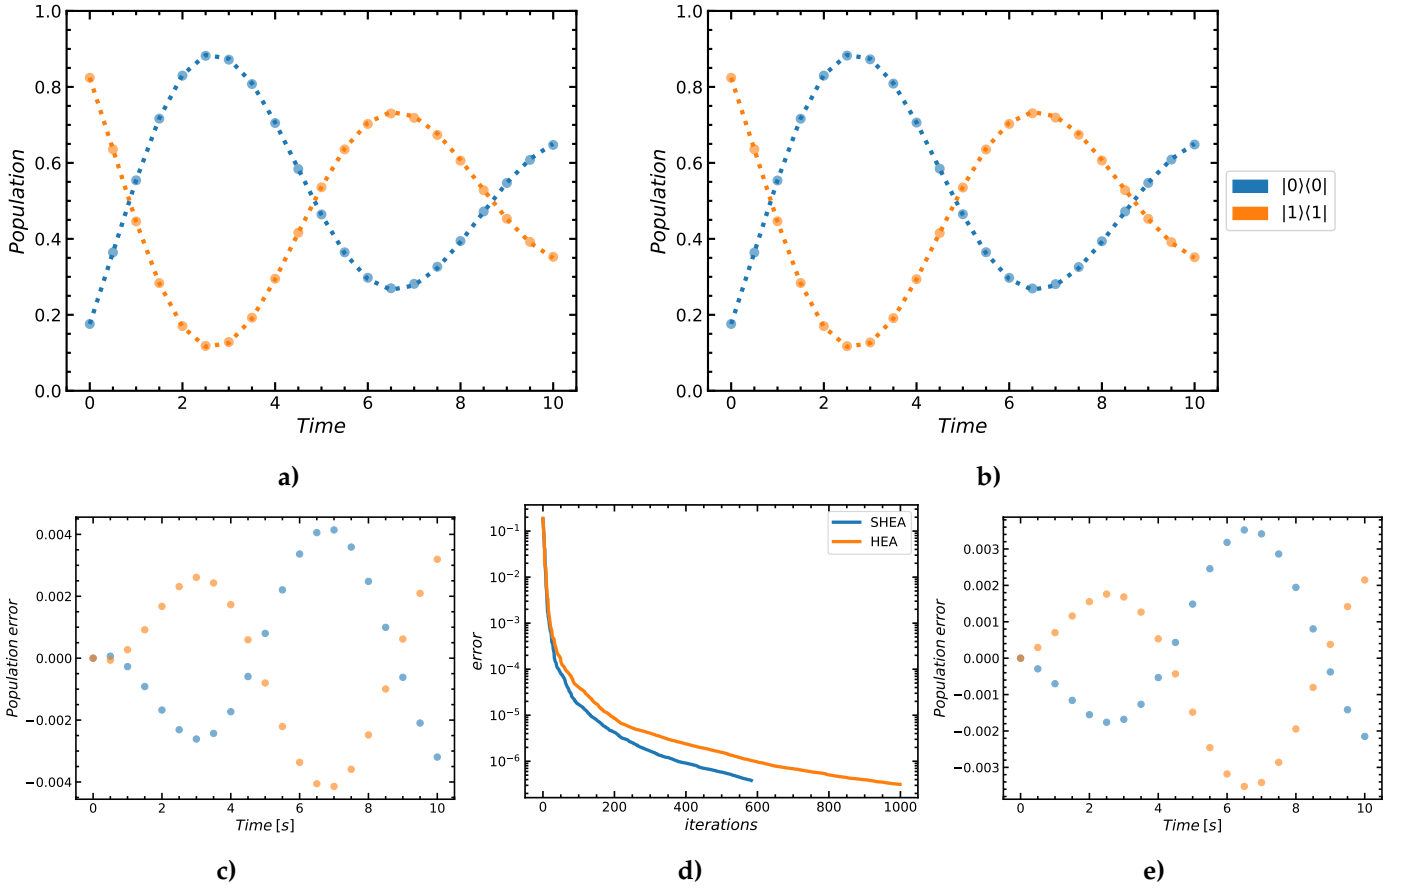 1.0
0.8
0.6
0.4
0.2
0.0
Population
0 2 4 6 8 10
Time
a)
1.0
0.8
0.6
0.4
0.2
0.0
Population
0 2 4 6 8 10
Time
b)
|0⟩⟨0|
|1⟩⟨1|
0.004
0.002
0.000
−0.002
−0.004
Population error
0 2 4 6 8 10
Time [s]
c)
10⁻¹
10⁻²
10⁻³
10⁻⁴
10⁻⁵
10⁻⁶
error
SHEA
HEA
0 200 400 600 800 1000
iterations
d)
0.003
0.002
0.001
0.000
−0.001
−0.002
−0.003
Population error
0 2 4 6 8 10
Time [s]
e)